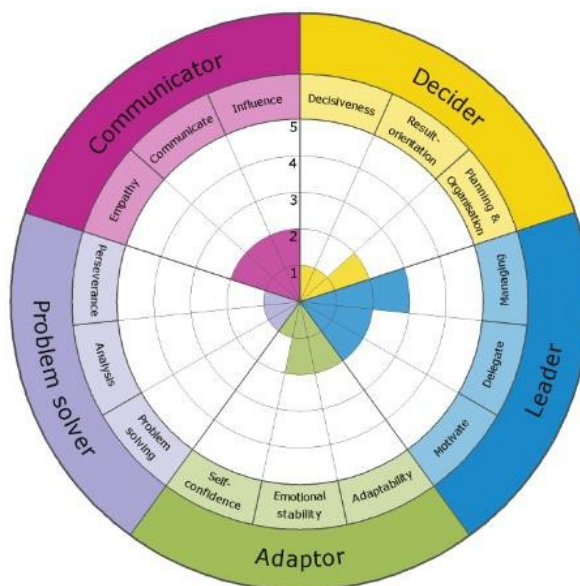 Communicator
Decider
Leader
Adaptor
Problem solver
Influence
Communicate
Empathy
Decisiveness
Result-
orientation
Planning &
Organisation
Managing
Delegate
Motivate
Adaptability
Emotional
stability
Self-
confidence
Problem
solving
Analysis
Perseverance
5
4
3
2
1